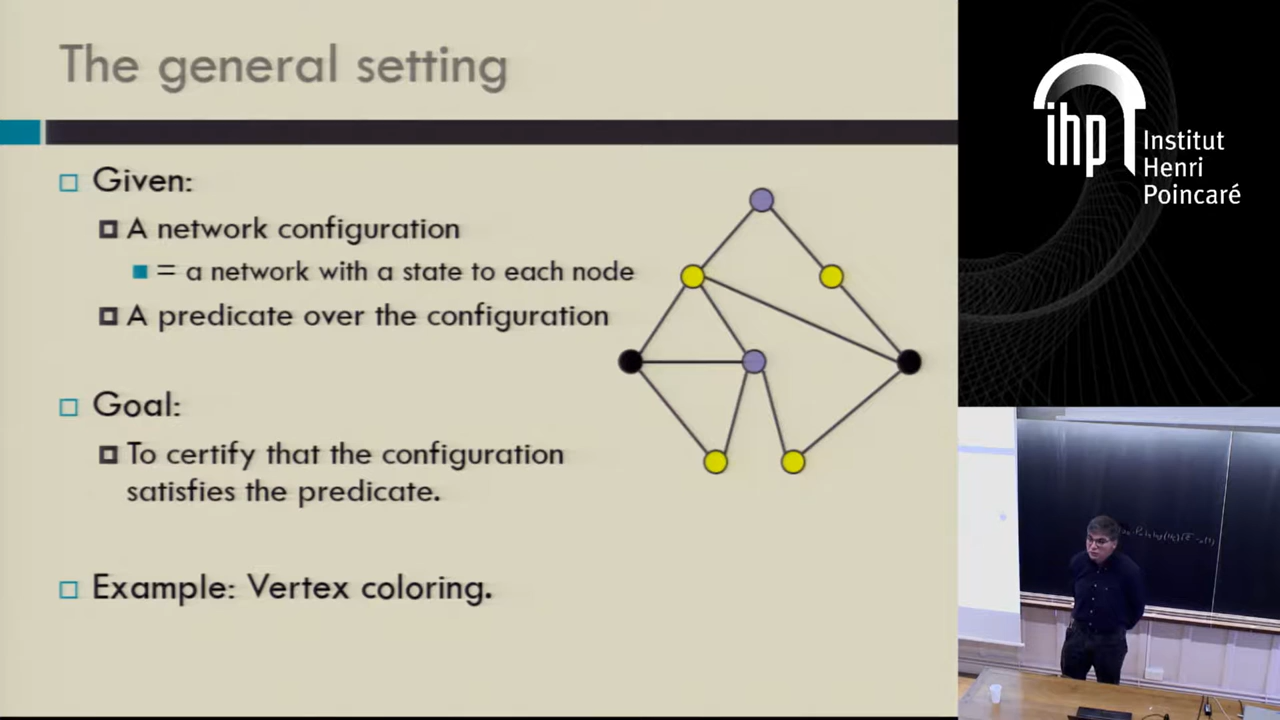 The general setting
Given:
A network configuration
= a network with a state to each node
A predicate over the configuration
Goal:
To certify that the configuration
satisfies the predicate.
Example: Vertex coloring.
ihp
Institut
Henri
Poincaré